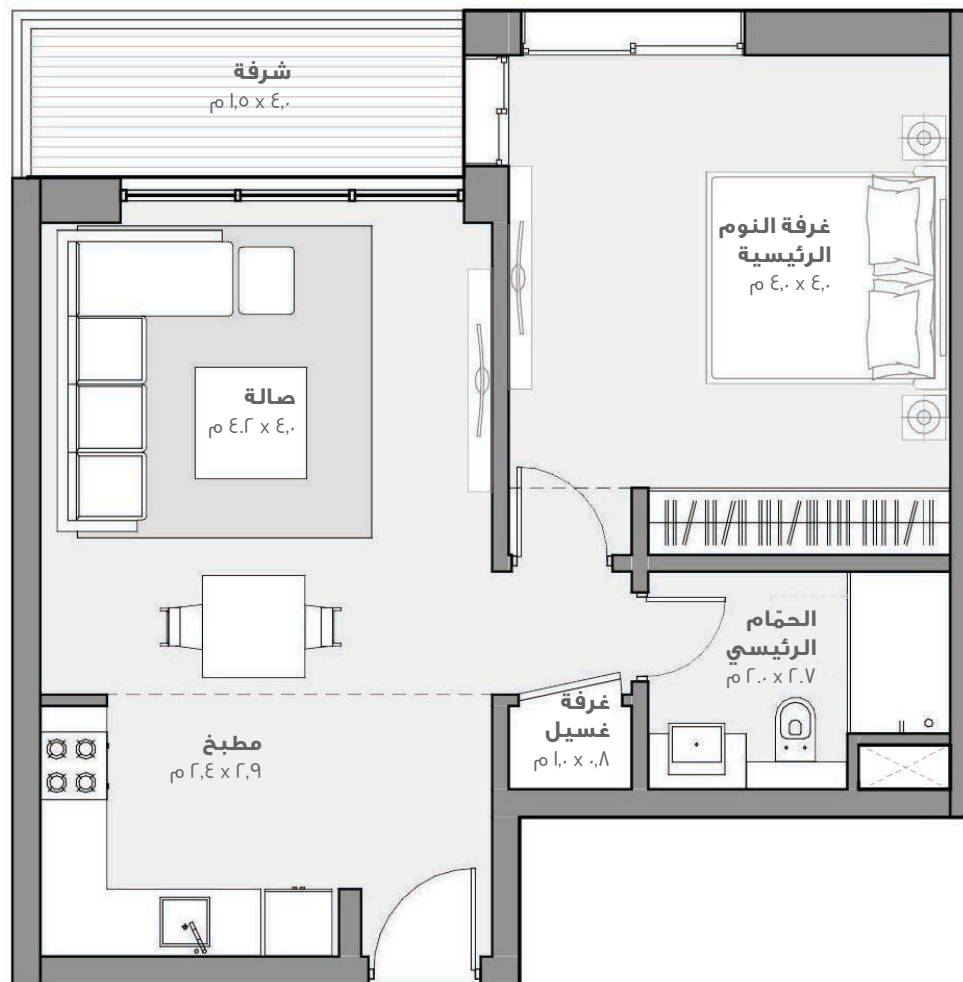 شرفة
١,٥ x ٤,٠ م
غرفة النوم
الرئيسية
٤,٠ x ٤,٠ م
صالة
٤.٢ x ٤,٠ م
الحمّام
الرئيسي
٢.٠ x ٢.٧ م
غرفة
غسيل
١,٠ x ٠,٨ م
مطبخ
٢,٤ x ٢,٩ م